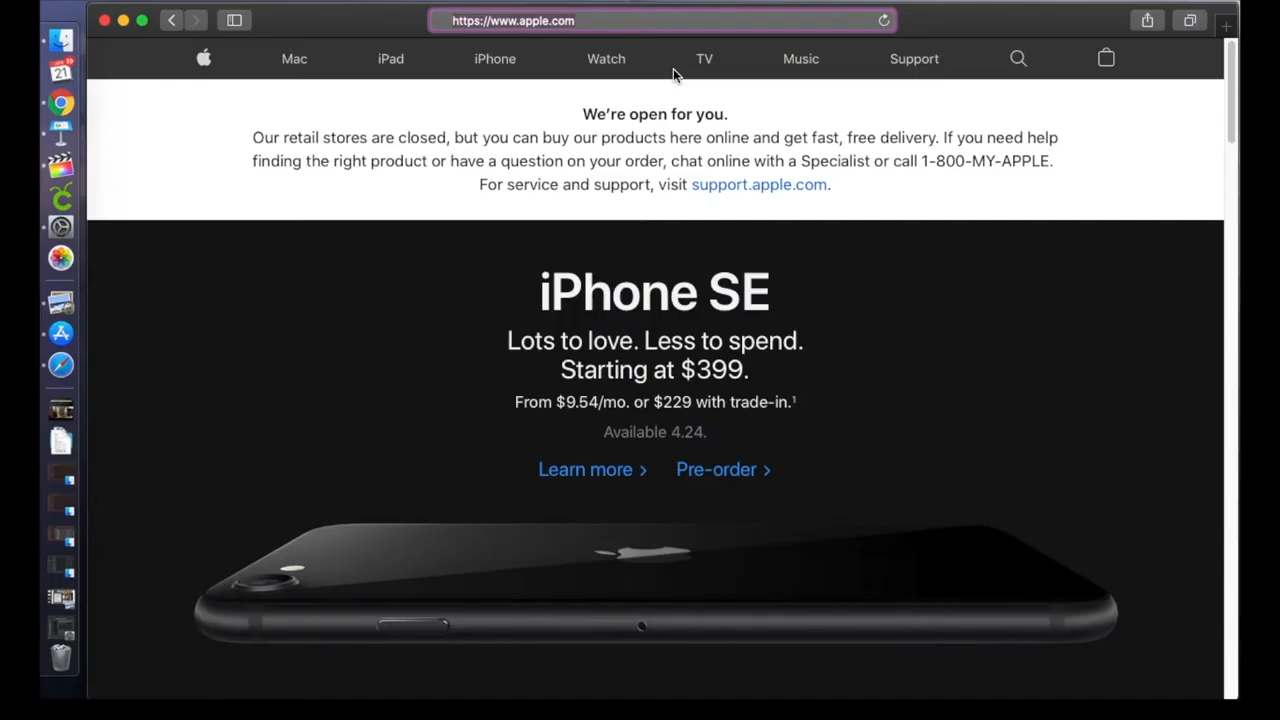 https://www.apple.com
Mac iPad iPhone Watch TV Music Support
We're open for you.
Our retail stores are closed, but you can buy our products here online and get fast, free delivery. If you need help
finding the right product or have a question on your order, chat online with a Specialist or call 1-800-MY-APPLE.
For service and support, visit support.apple.com.
iPhone SE
Lots to love. Less to spend.
Starting at $399.
From $9.54/mo. or $229 with trade-in.¹
Available 4.24.
Learn more > Pre-order >
21